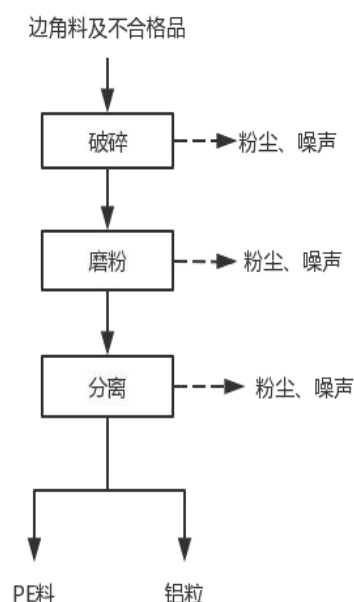 边角料及不合格品
破碎
粉尘、噪声
磨粉
粉尘、噪声
分离
粉尘、噪声
PE料
铝粒